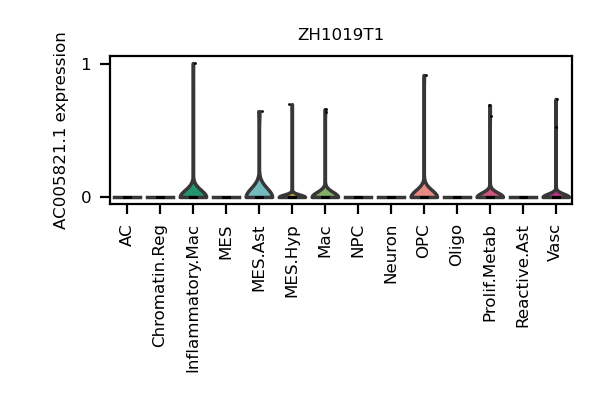 ZH1019T1
AC005821.1 expression
1
0
AC
Chromatin.Reg
Inflammatory.Mac
MES
MES.Ast
MES.Hyp
Mac
NPC
Neuron
OPC
Oligo
Prolif.Metab
Reactive.Ast
Vasc